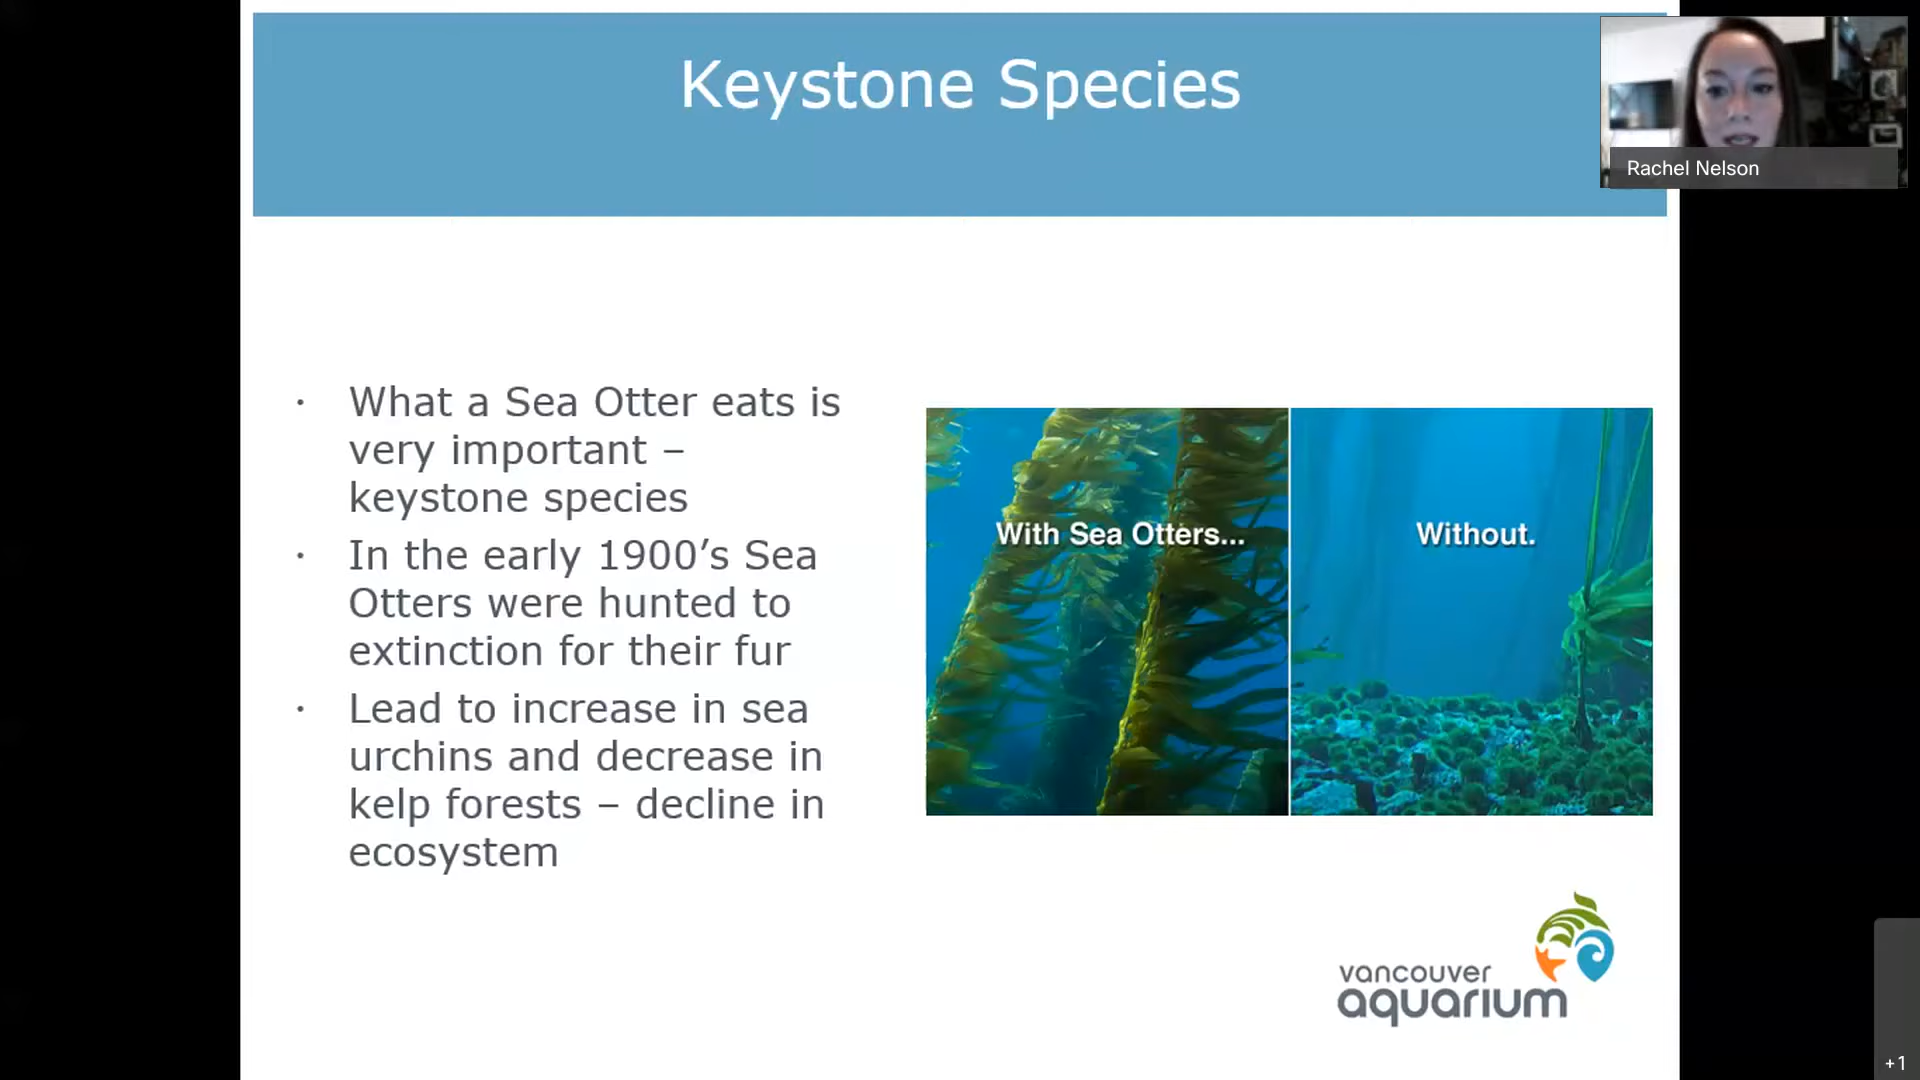 Keystone Species
Rachel Nelson
· What a Sea Otter eats is
very important –
keystone species
· In the early 1900’s Sea
Otters were hunted to
extinction for their fur
· Lead to increase in sea
urchins and decrease in
kelp forests – decline in
ecosystem
With Sea Otters...
Without.
vancouver
aquarium
+1